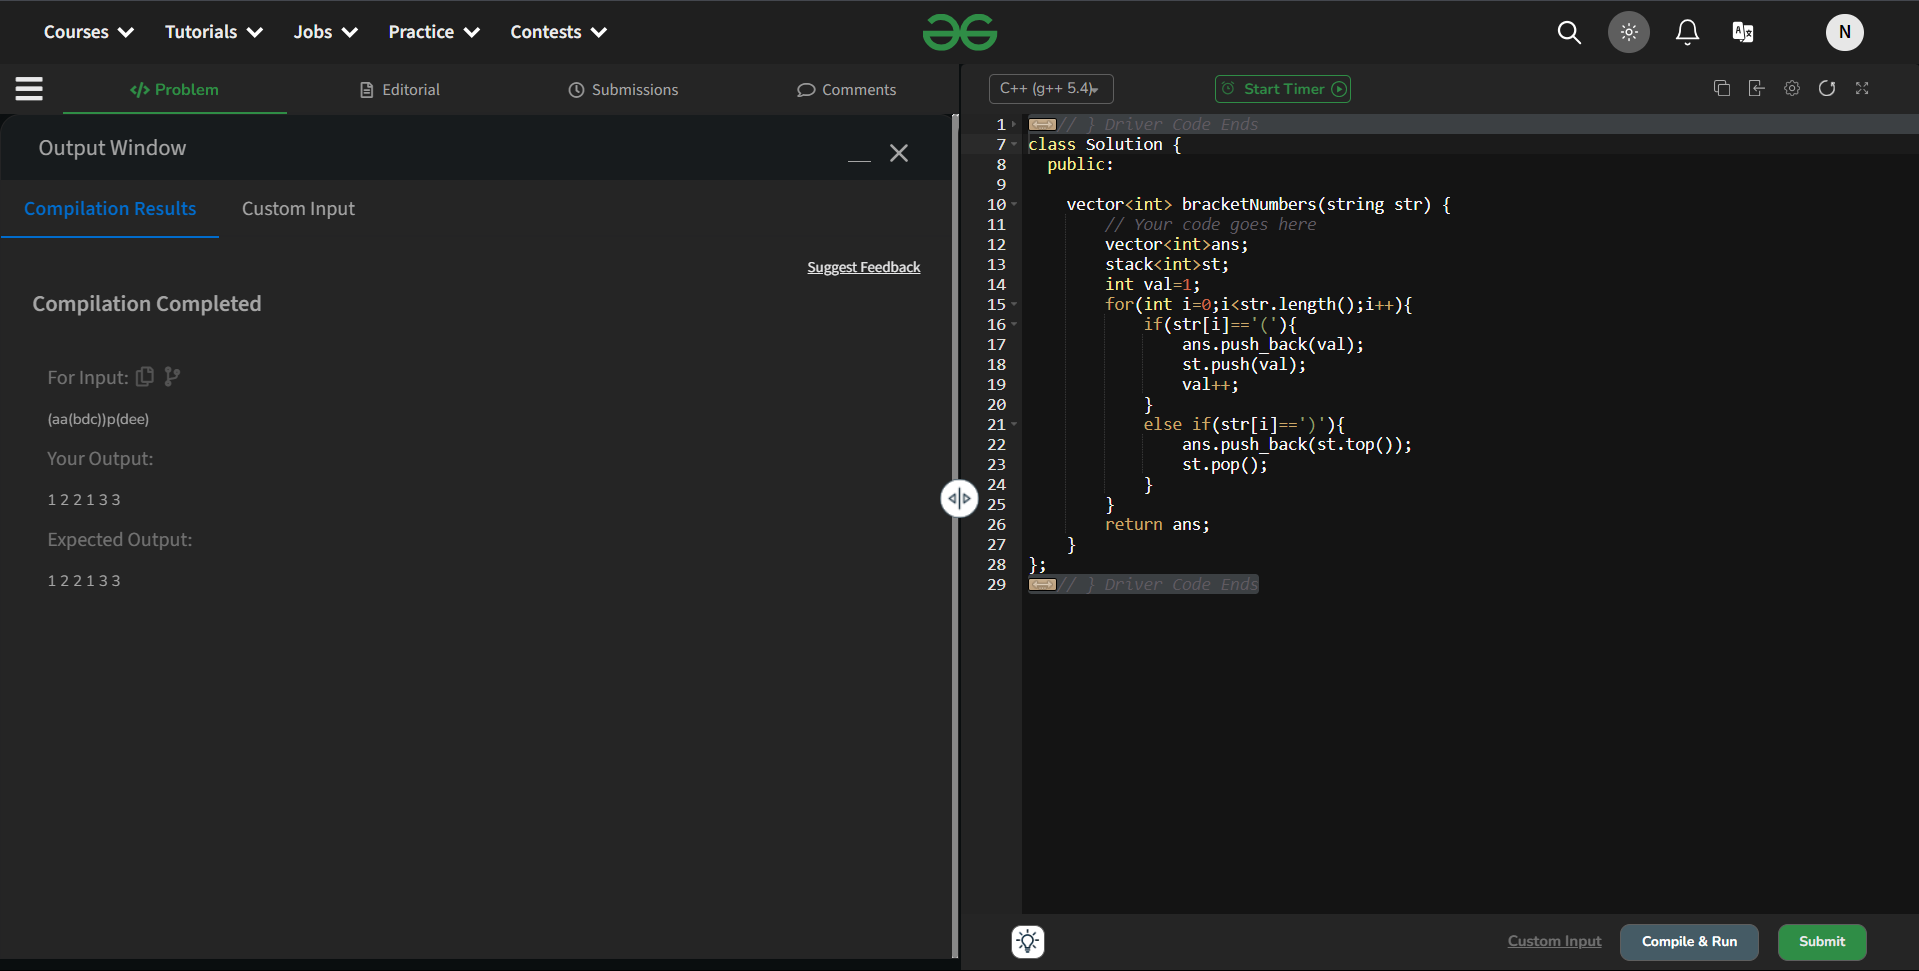 Courses Tutorials Jobs Practice Contests
N
</> Problem Editorial Submissions Comments
Output Window
Compilation Results Custom Input
Suggest Feedback
Compilation Completed
For Input:
(aa(bdc))p(dee)
Your Output:
1 2 2 1 3 3
Expected Output:
1 2 2 1 3 3
C++ (g++ 5.4) Start Timer
1 // } Driver Code Ends
7 class Solution {
8   public:
9
10     vector<int> bracketNumbers(string str) {
11         // Your code goes here
12         vector<int>ans;
13         stack<int>st;
14         int val=1;
15         for(int i=0;i<str.length();i++){
16             if(str[i]=='('){
17                 ans.push_back(val);
18                 st.push(val);
19                 val++;
20             }
21             else if(str[i]==')'){
22                 ans.push_back(st.top());
23                 st.pop();
24             }
25         }
26         return ans;
27     }
28 };
29 // } Driver Code Ends
Custom Input Compile & Run Submit